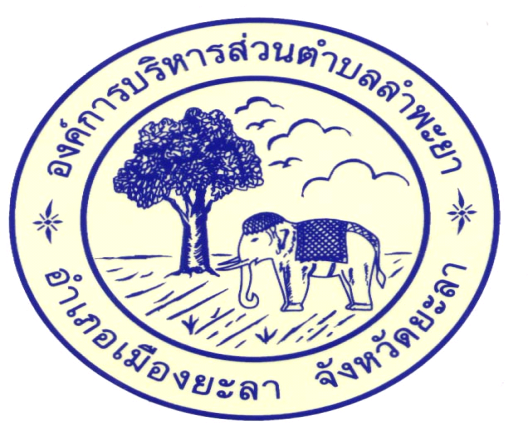 องค์การบริหารส่วนตำบลลำพะยา
อำเภอเมืองยะลา จังหวัดยะลา